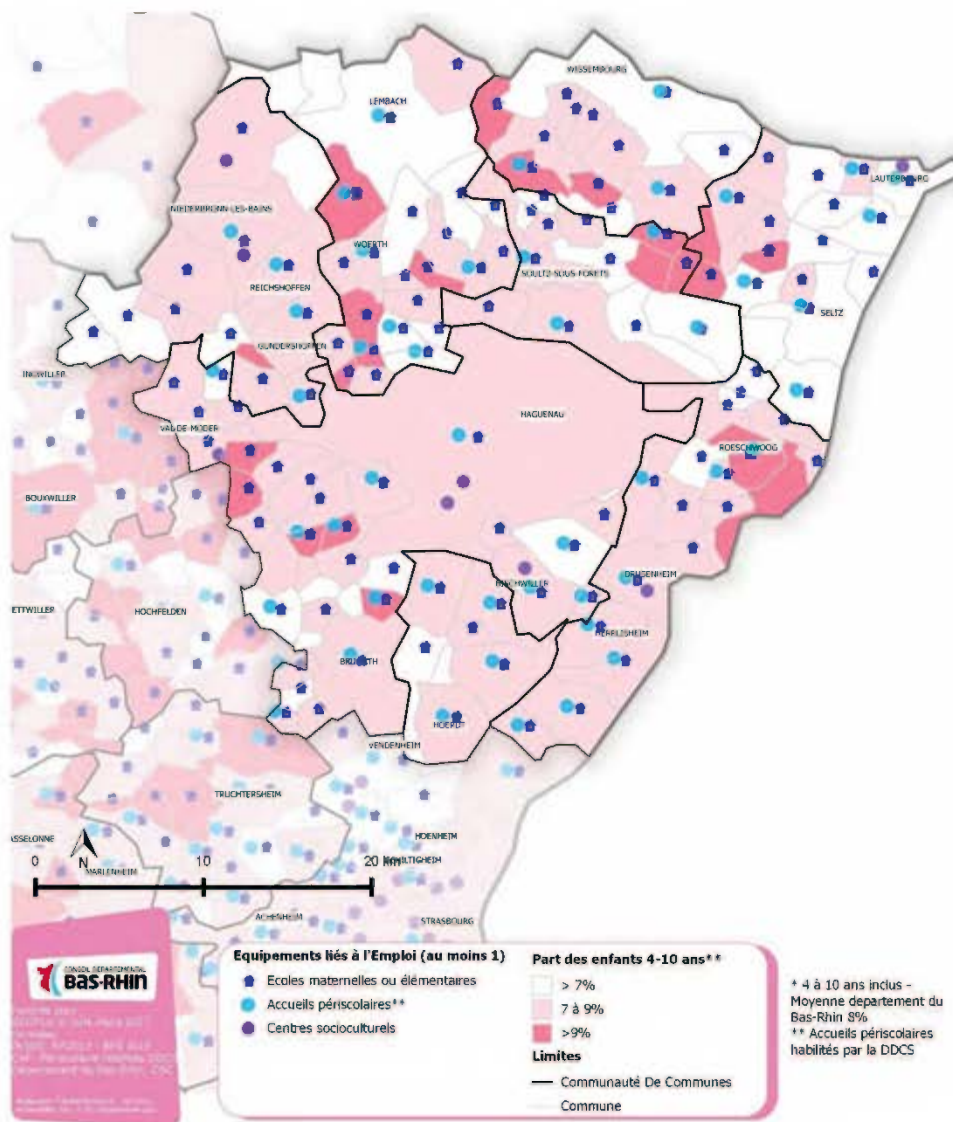 WISSEMBOURG
LEMBACH
LAUTERBOURG
NIEDERBRONN-LES-BAINS
WOERTH
SOULTZ-SOUS-FORETS
REICHSHOFFEN
SELTZ
GUNDERSHOFFEN
INGWILLER
HAGUENAU
VAL-DE-MODER
ROESCHWOOG
BOUXWILLER
BISCHWILLER
DRUSENHEIM
ETTWILLER
HOCHFELDEN
HERRLISHEIM
BRUMATH
HOERDT
VENDENHEIM
TRUCHTERSHEIM
ASSELONNE
HOENHEIM
MARLENHEIM
ACHENHEIM
STRASBOURG
N
0 10 20 km
CONSEIL DEPARTEMENTAL
BAS-RHIN
Equipements liés à l'Emploi (au moins 1)
Ecoles maternelles ou élémentaires
Accueils périscolaires**
Centres socioculturels
Part des enfants 4-10 ans**
> 7%
7 à 9%
>9%
Limites
Communauté De Communes
Commune
* 4 à 10 ans inclus -
Moyenne departement du
Bas-Rhin 8%
** Accueils périscolaires
habilités par la DDCS